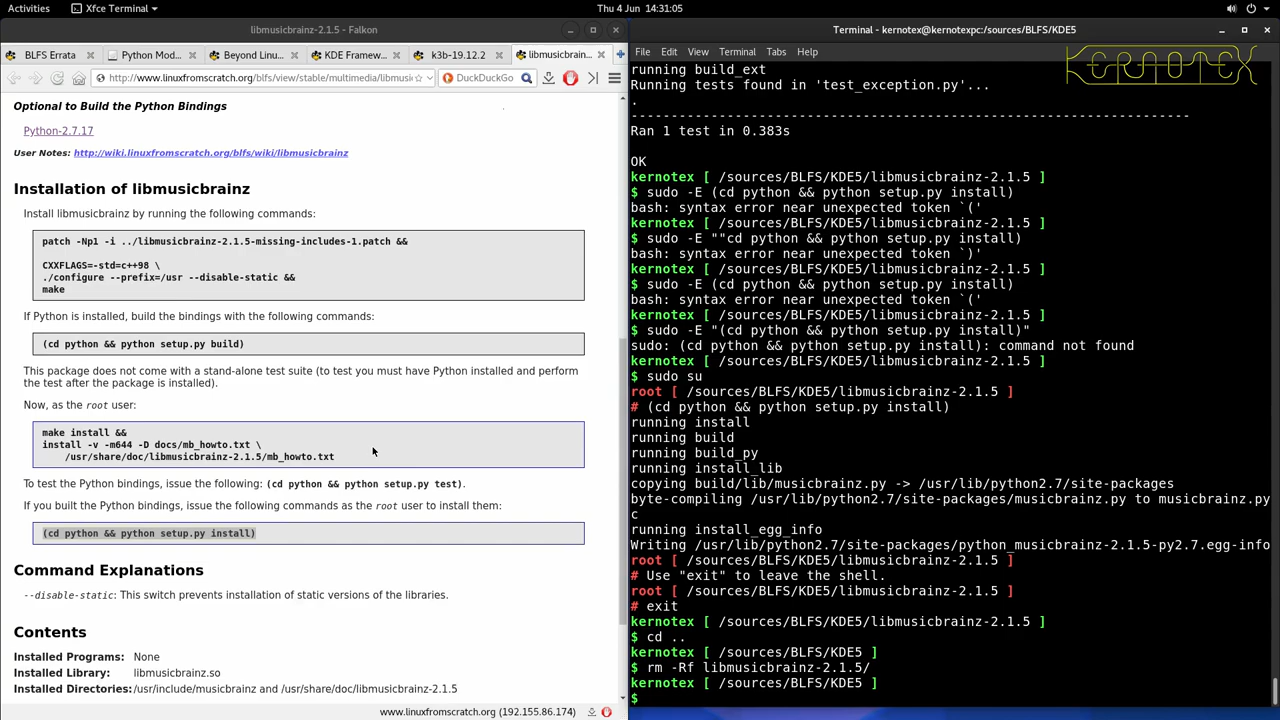 Activities
Xfce Terminal
Thu 4 Jun 14:31:05
libmusicbrainz-2.1.5 - Falkon
BLFS Errata
Python Mod...
Beyond Linu...
KDE Framew...
k3b-19.12.2
libmusicbrain...
http://www.linuxfromscratch.org/blfs/view/stable/multimedia/libmusi
DuckDuckGo
Optional to Build the Python Bindings
Python-2.7.17
User Notes: http://wiki.linuxfromscratch.org/blfs/wiki/libmusicbrainz
Installation of libmusicbrainz
Install libmusicbrainz by running the following commands:
patch -Np1 -i ../libmusicbrainz-2.1.5-missing-includes-1.patch &&
CXXFLAGS=-std=c++98 \
./configure --prefix=/usr --disable-static &&
make
If Python is installed, build the bindings with the following commands:
(cd python && python setup.py build)
This package does not come with a stand-alone test suite (to test you must have Python installed and perform
the test after the package is installed).
Now, as the root user:
make install &&
install -v -m644 -D docs/mb_howto.txt \
/usr/share/doc/libmusicbrainz-2.1.5/mb_howto.txt
To test the Python bindings, issue the following: (cd python && python setup.py test).
If you built the Python bindings, issue the following commands as the root user to install them:
(cd python && python setup.py install)
Command Explanations
--disable-static: This switch prevents installation of static versions of the libraries.
Contents
Installed Programs: None
Installed Library: libmusicbrainz.so
Installed Directories: /usr/include/musicbrainz and /usr/share/doc/libmusicbrainz-2.1.5
www.linuxfromscratch.org (192.155.86.174)
Terminal - kernotex@kernotexpc:/sources/BLFS/KDE5
File Edit View Terminal Tabs Help
KERNOTEX
running build_ext
Running tests found in 'test_exception.py'...
.
----------------------------------------------------------------------
Ran 1 test in 0.383s
OK
kernotex [ /sources/BLFS/KDE5/libmusicbrainz-2.1.5 ]
$ sudo -E (cd python && python setup.py install)
bash: syntax error near unexpected token `('
kernotex [ /sources/BLFS/KDE5/libmusicbrainz-2.1.5 ]
$ sudo -E ""cd python && python setup.py install)
bash: syntax error near unexpected token `)'
kernotex [ /sources/BLFS/KDE5/libmusicbrainz-2.1.5 ]
$ sudo -E (cd python && python setup.py install)
bash: syntax error near unexpected token `('
kernotex [ /sources/BLFS/KDE5/libmusicbrainz-2.1.5 ]
$ sudo -E "(cd python && python setup.py install)"
sudo: (cd python && python setup.py install): command not found
kernotex [ /sources/BLFS/KDE5/libmusicbrainz-2.1.5 ]
$ sudo su
root [ /sources/BLFS/KDE5/libmusicbrainz-2.1.5 ]
# (cd python && python setup.py install)
running install
running build
running build_py
running install_lib
copying build/lib/musicbrainz.py -> /usr/lib/python2.7/site-packages
byte-compiling /usr/lib/python2.7/site-packages/musicbrainz.py to musicbrainz.py
c
running install_egg_info
Writing /usr/lib/python2.7/site-packages/python_musicbrainz-2.1.5-py2.7.egg-info
root [ /sources/BLFS/KDE5/libmusicbrainz-2.1.5 ]
# Use "exit" to leave the shell.
root [ /sources/BLFS/KDE5/libmusicbrainz-2.1.5 ]
# exit
kernotex [ /sources/BLFS/KDE5/libmusicbrainz-2.1.5 ]
$ cd ..
kernotex [ /sources/BLFS/KDE5 ]
$ rm -Rf libmusicbrainz-2.1.5/
kernotex [ /sources/BLFS/KDE5 ]
$